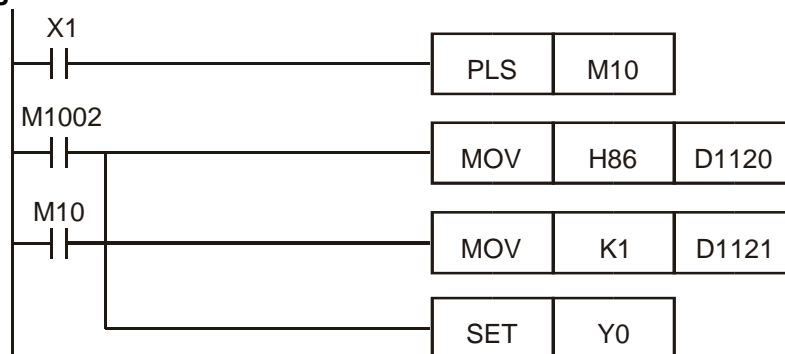 X1
PLS M10
M1002
MOV H86 D1120
M10
MOV K1 D1121
SET Y0